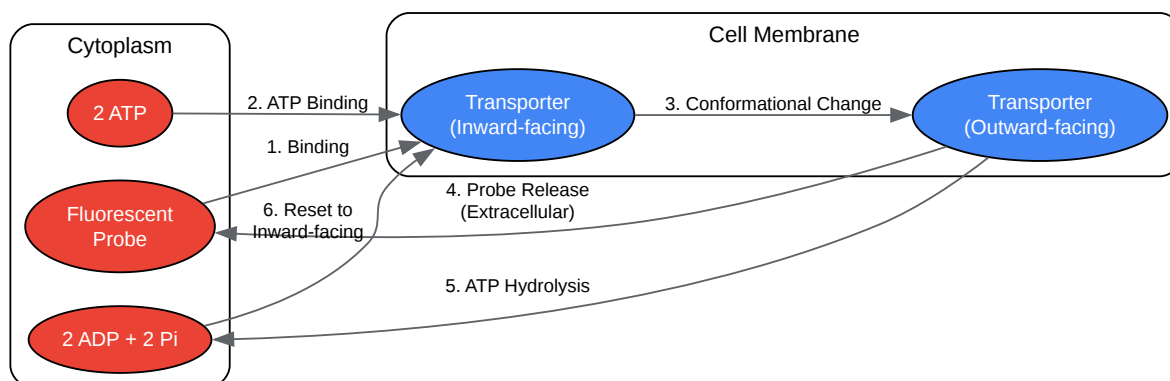 Cytoplasm
Cell Membrane
2 ATP
2. ATP Binding
Transporter
(Inward-facing)
3. Conformational Change
Transporter
(Outward-facing)
1. Binding
Fluorescent
Probe
4. Probe Release
(Extracellular)
6. Reset to
Inward-facing
5. ATP Hydrolysis
2 ADP + 2 Pi